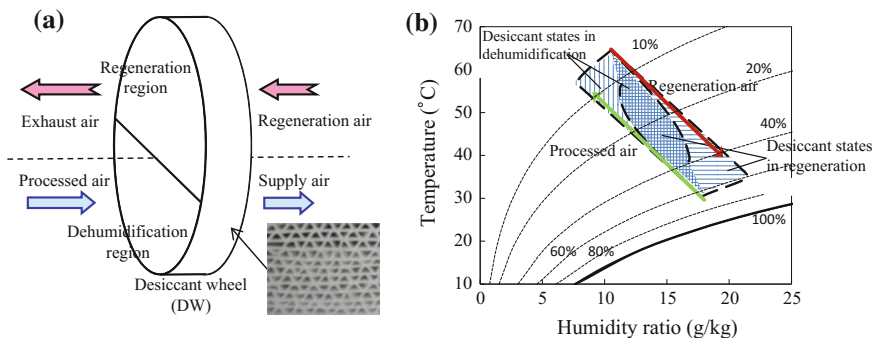 (a)
Regeneration
region
Exhaust air
Regeneration air
Processed air
Supply air
Dehumidification
region
Desiccant wheel
(DW)
(b)
70
60
50
40
30
20
10
Temperature (°C)
0
5
10
15
20
25
Humidity ratio (g/kg)
Desiccant states in
dehumidification
10%
20%
Regeneration air
40%
Desiccant states
in regeneration
Processed air
60%
80%
100%